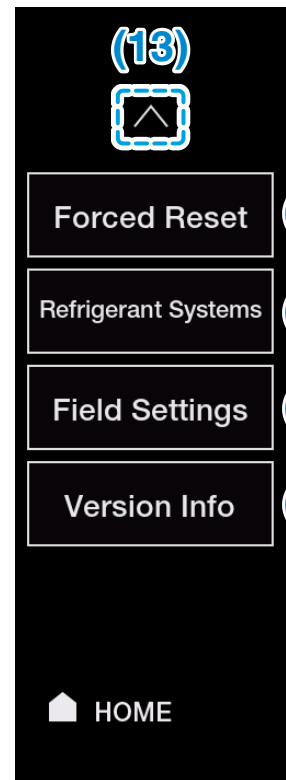 (13)
Forced Reset
Refrigerant Systems
Field Settings
Version Info
HOME